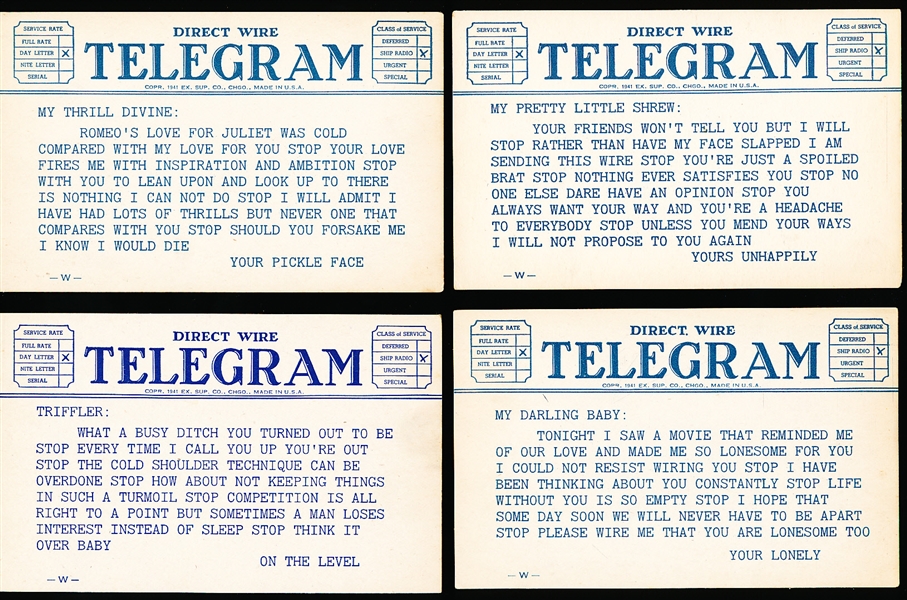 SERVICE RATE
FULL RATE
DAY LETTER X
NITE LETTER
SERIAL
DIRECT WIRE
TELEGRAM
COPR. 1941 EX. SUP. CO., CHGO., MADE IN U.S.A.
CLASS of SERVICE
DEFERRED
SHIP RADIO X
URGENT
SPECIAL
MY THRILL DIVINE:
ROMEO'S LOVE FOR JULIET WAS COLD
COMPARED WITH MY LOVE FOR YOU STOP YOUR LOVE
FIRES ME WITH INSPIRATION AND AMBITION STOP
WITH YOU TO LEAN UPON AND LOOK UP TO THERE
IS NOTHING I CAN NOT DO STOP I WILL ADMIT I
HAVE HAD LOTS OF THRILLS BUT NEVER ONE THAT
COMPARES WITH YOU STOP SHOULD YOU FORSAKE ME
I KNOW I WOULD DIE
YOUR PICKLE FACE
—W—
SERVICE RATE
FULL RATE
DAY LETTER X
NITE LETTER
SERIAL
DIRECT WIRE
TELEGRAM
COPR. 1941 EX. SUP. CO., CHGO., MADE IN U.S.A.
CLASS of SERVICE
DEFERRED
SHIP RADIO X
URGENT
SPECIAL
MY PRETTY LITTLE SHREW:
YOUR FRIENDS WON'T TELL YOU BUT I WILL
STOP RATHER THAN HAVE MY FACE SLAPPED I AM
SENDING THIS WIRE STOP YOU'RE JUST A SPOILED
BRAT STOP NOTHING EVER SATISFIES YOU STOP NO
ONE ELSE DARE HAVE AN OPINION STOP YOU
ALWAYS WANT YOUR WAY AND YOU'RE A HEADACHE
TO EVERYBODY STOP UNLESS YOU MEND YOUR WAYS
I WILL NOT PROPOSE TO YOU AGAIN
YOURS UNHAPPILY
—W—
SERVICE RATE
FULL RATE
DAY LETTER X
NITE LETTER
SERIAL
DIRECT WIRE
TELEGRAM
COPR. 1941 EX. SUP. CO., CHGO., MADE IN U.S.A.
CLASS of SERVICE
DEFERRED
SHIP RADIO X
URGENT
SPECIAL
TRIFFLER:
WHAT A BUSY DITCH YOU TURNED OUT TO BE
STOP EVERY TIME I CALL YOU UP YOU'RE OUT
STOP THE COLD SHOULDER TECHNIQUE CAN BE
OVERDONE STOP HOW ABOUT NOT KEEPING THINGS
IN SUCH A TURMOIL STOP COMPETITION IS ALL
RIGHT TO A POINT BUT SOMETIMES A MAN LOSES
INTEREST INSTEAD OF SLEEP STOP THINK IT
OVER BABY
ON THE LEVEL
—W—
SERVICE RATE
FULL RATE
DAY LETTER X
NITE LETTER
SERIAL
DIRECT WIRE
TELEGRAM
COPR. 1941 EX. SUP. CO., CHGO., MADE IN U.S.A.
CLASS of SERVICE
DEFERRED
SHIP RADIO X
URGENT
SPECIAL
MY DARLING BABY:
TONIGHT I SAW A MOVIE THAT REMINDED ME
OF OUR LOVE AND MADE ME SO LONESOME FOR YOU
I COULD NOT RESIST WIRING YOU STOP I HAVE
BEEN THINKING ABOUT YOU CONSTANTLY STOP LIFE
WITHOUT YOU IS SO EMPTY STOP I HOPE THAT
SOME DAY SOON WE WILL NEVER HAVE TO BE APART
STOP PLEASE WIRE ME THAT YOU ARE LONESOME TOO
YOUR LONELY
—W—